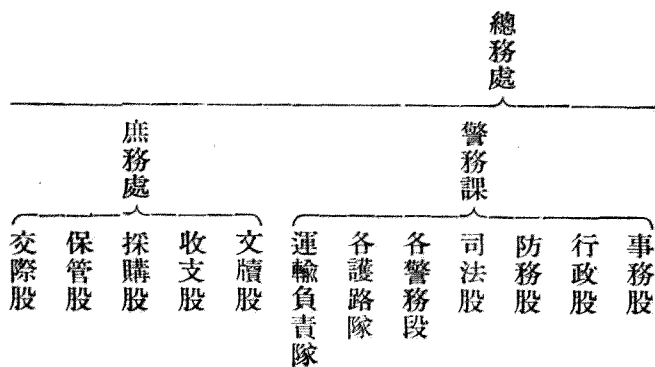 總務處
警務課
事務股
行政股
防務股
司法股
各警務段
各護路隊
運輸負責隊
庶務處
文牘股
收支股
採購股
保管股
交際股